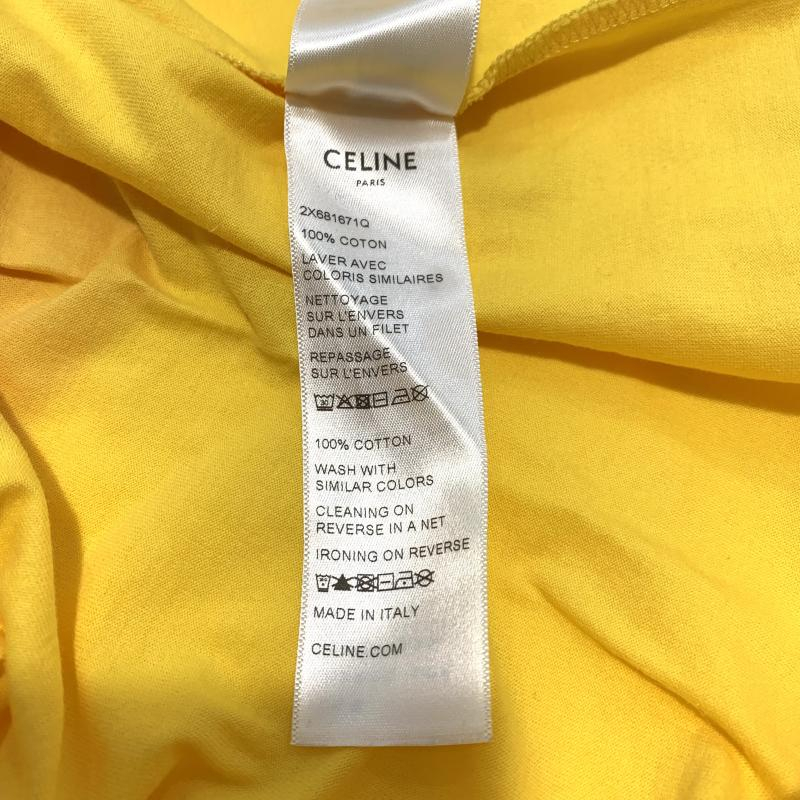 CELINE
PARIS
2X681671Q
100% COTON
LAVER AVEC
COLORIS SIMILAIRES
NETTOYAGE
SUR L'ENVERS
DANS UN FILET
REPASSAGE
SUR L'ENVERS
100% COTTON
WASH WITH
SIMILAR COLORS
CLEANING ON
REVERSE IN A NET
IRONING ON REVERSE
MADE IN ITALY
CELINE.COM